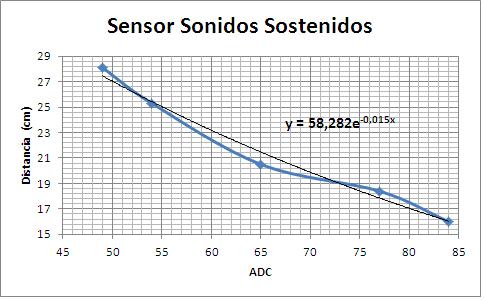 Sensor Sonidos Sostenidos
29
27
25
23
21
19
17
15
Distancia (cm)
y = 58,282e^-0,015x
45 50 55 60 65 70 75 80 85
ADC